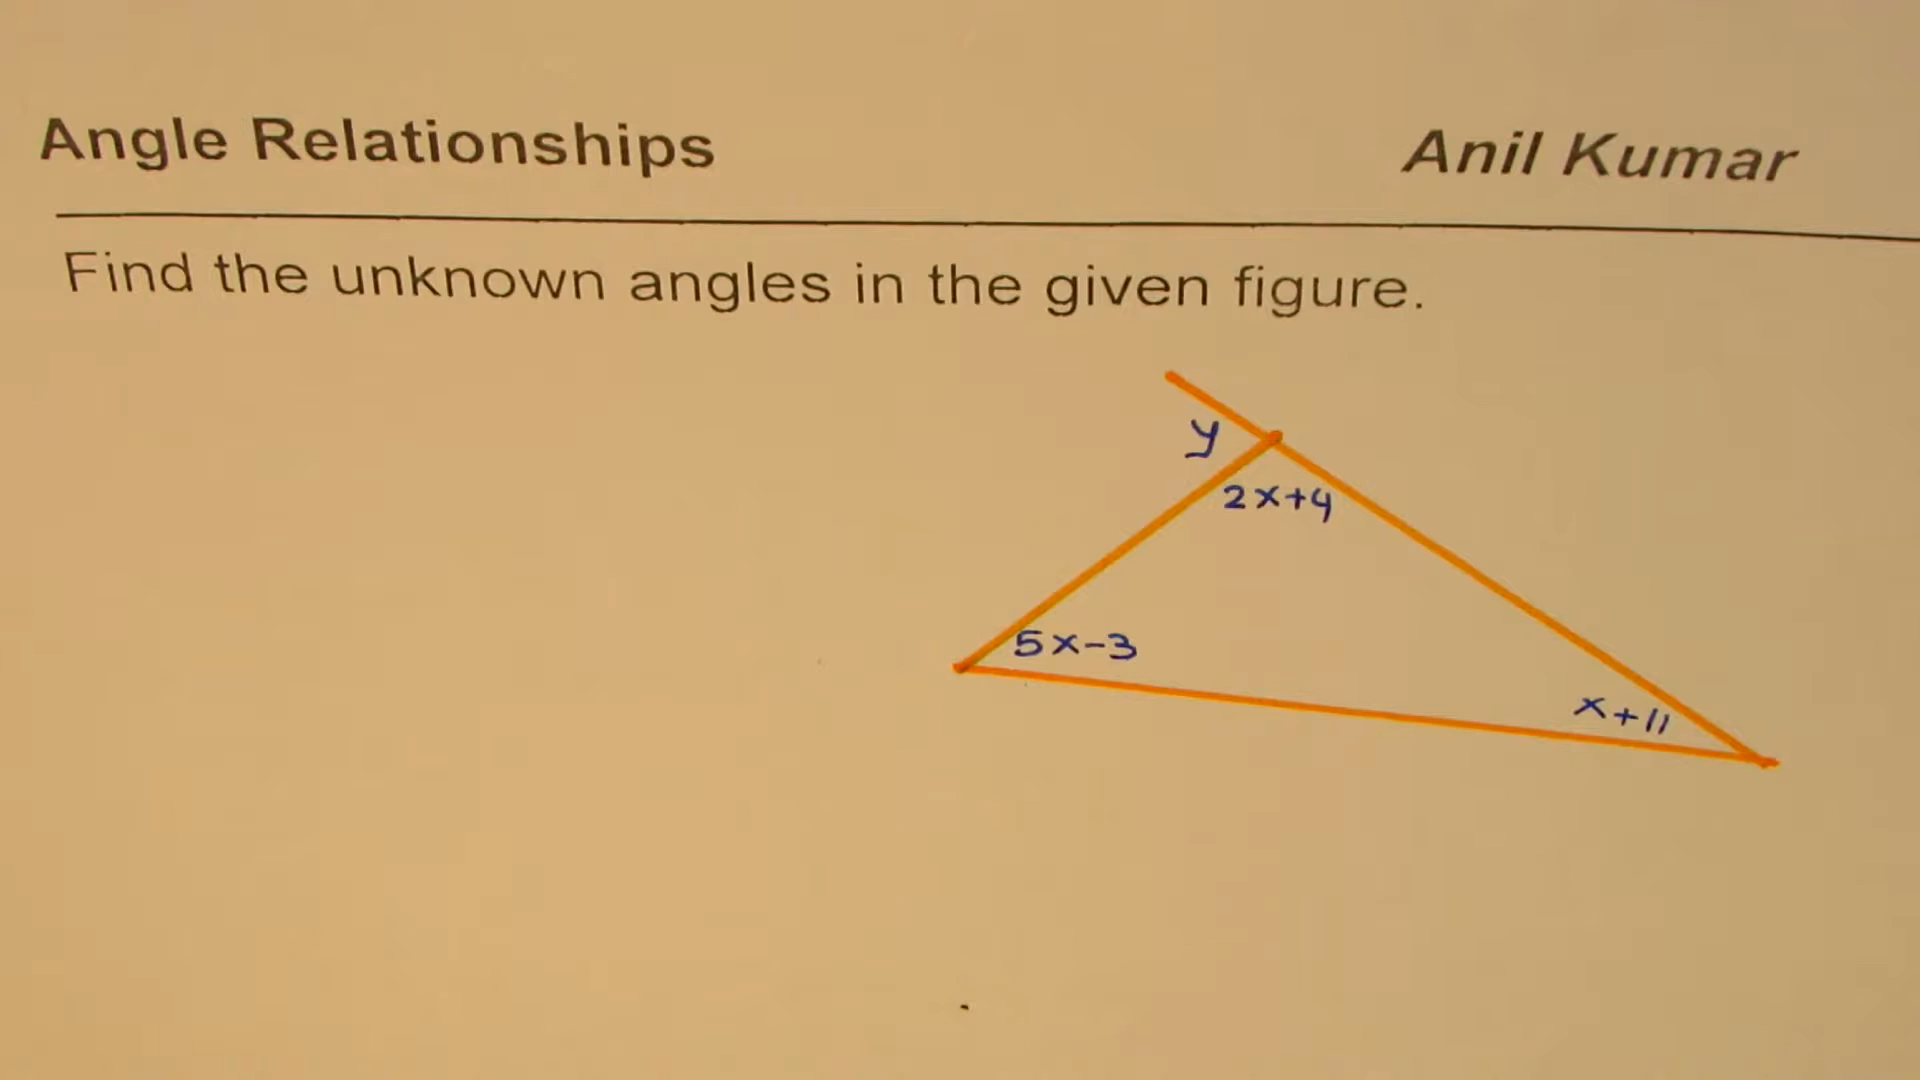 Angle Relationships
Anil Kumar
Find the unknown angles in the given figure.
y
2x+4
5x-3
x+11